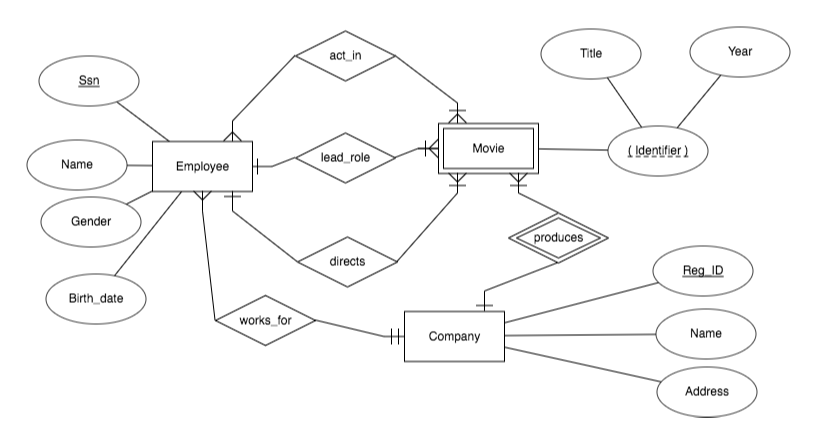 act_in
Title
Year
Ssn
Name
Employee
lead_role
Movie
( Identifier )
Gender
directs
produces
Birth_date
Reg_ID
works_for
Company
Name
Address